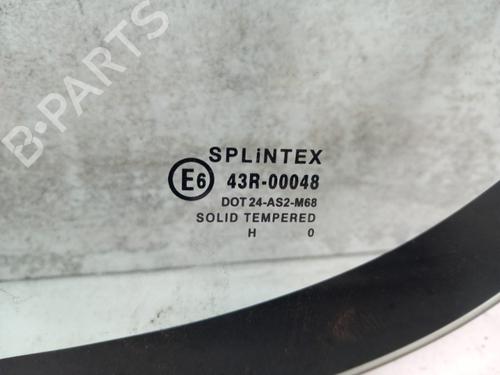 B-PARTS
SPLiNTEX
E6 43R-00048
DOT 24-AS2-M68
SOLID TEMPERED
H 0